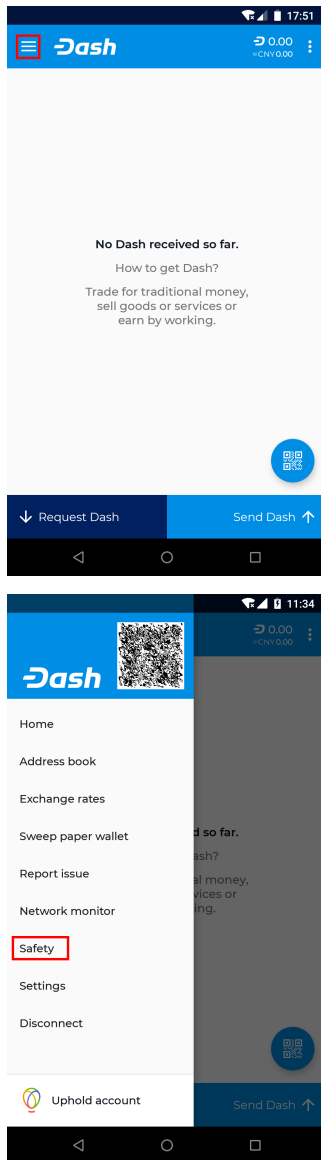 17:51
Dash
0.00
≈CNY0.00
No Dash received so far.
How to get Dash?
Trade for traditional money,
sell goods or services or
earn by working.
Request Dash
Send Dash
11:34
Dash
0.00
≈CNY0.00
Home
Address book
Exchange rates
Sweep paper wallet
Report issue
Network monitor
Safety
Settings
Disconnect
Uphold account
d so far.
ash?
al money,
vices or
ing.
Send Dash